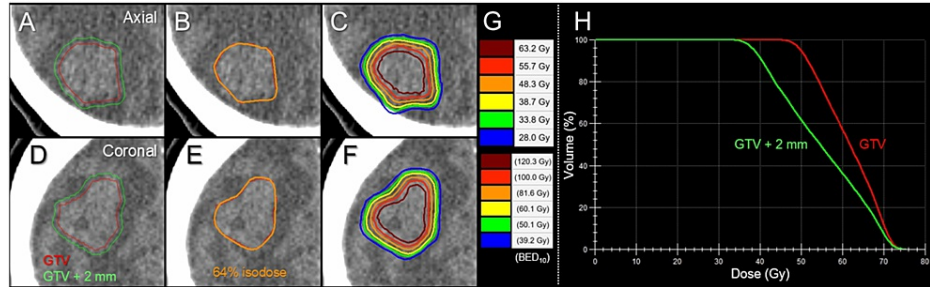 A
Axial
B
C
D
Coronal
GTV
GTV + 2 mm
E
64% isodose
F
G
63.2 Gy
55.7 Gy
48.3 Gy
38.7 Gy
33.8 Gy
28.0 Gy
(120.3 Gy)
(100.0 Gy)
(81.6 Gy)
(60.1 Gy)
(50.1 Gy)
(39.2 Gy)
(BED10)
H
Volume (%)
100
80
60
40
20
0
GTV + 2 mm
GTV
0
10
20
30
40
50
60
70
80
Dose (Gy)